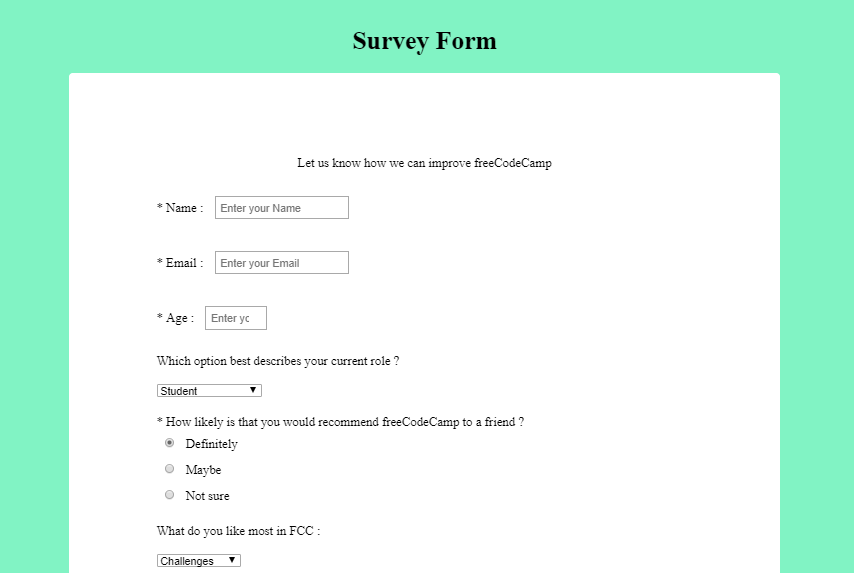 Survey Form
Let us know how we can improve freeCodeCamp
* Name : Enter your Name
* Email : Enter your Email
* Age : Enter yc
Which option best describes your current role ?
Student
* How likely is that you would recommend freeCodeCamp to a friend ?
Definitely
Maybe
Not sure
What do you like most in FCC :
Challenges